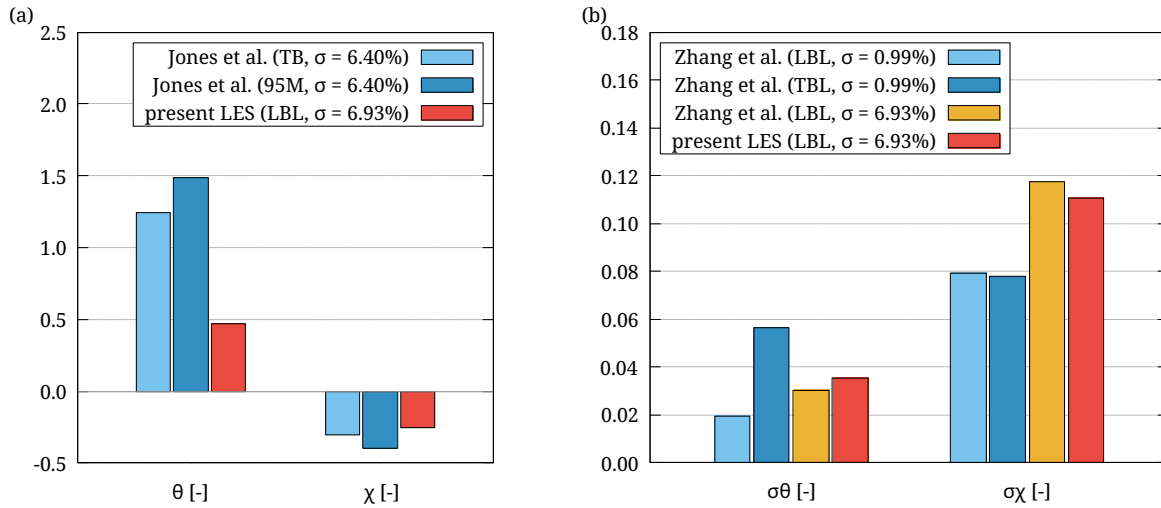 (a)
2.5
2.0
1.5
1.0
0.5
0.0
-0.5
Jones et al. (TB, σ = 6.40%)
Jones et al. (95M, σ = 6.40%)
present LES (LBL, σ = 6.93%)
θ [-]
χ [-]
(b)
0.18
0.16
0.14
0.12
0.10
0.08
0.06
0.04
0.02
0.00
Zhang et al. (LBL, σ = 0.99%)
Zhang et al. (TBL, σ = 0.99%)
Zhang et al. (LBL, σ = 6.93%)
present LES (LBL, σ = 6.93%)
σθ [-]
σχ [-]